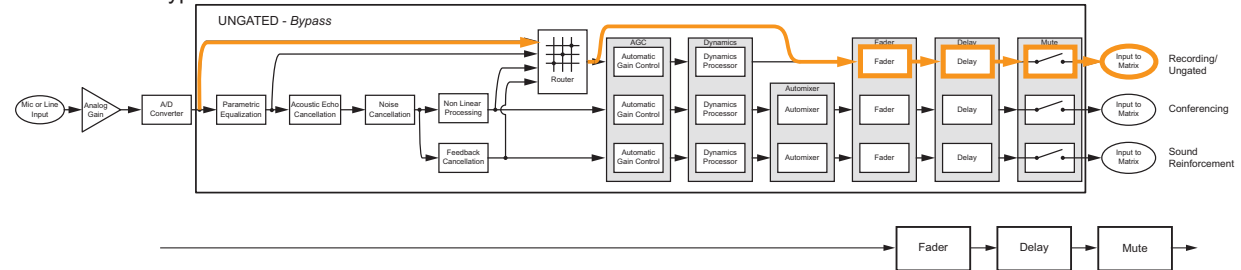 UNGATED - Bypass
AGC
Dynamics
Fader
Delay
Mute
Router
Automatic
Gain Control
Dynamics
Processor
Fader
Delay
Input to
Matrix
Recording/
Ungated
Automixer
Mic or Line
Input
Analog
Gain
A/D
Converter
Parametric
Equalization
Acoustic Echo
Cancellation
Noise
Cancellation
Non Linear
Processing
Automatic
Gain Control
Dynamics
Processor
Automixer
Fader
Delay
Input to
Matrix
Conferencing
Feedback
Cancellation
Automatic
Gain Control
Dynamics
Processor
Automixer
Fader
Delay
Input to
Matrix
Sound
Reinforcement
Fader
Delay
Mute